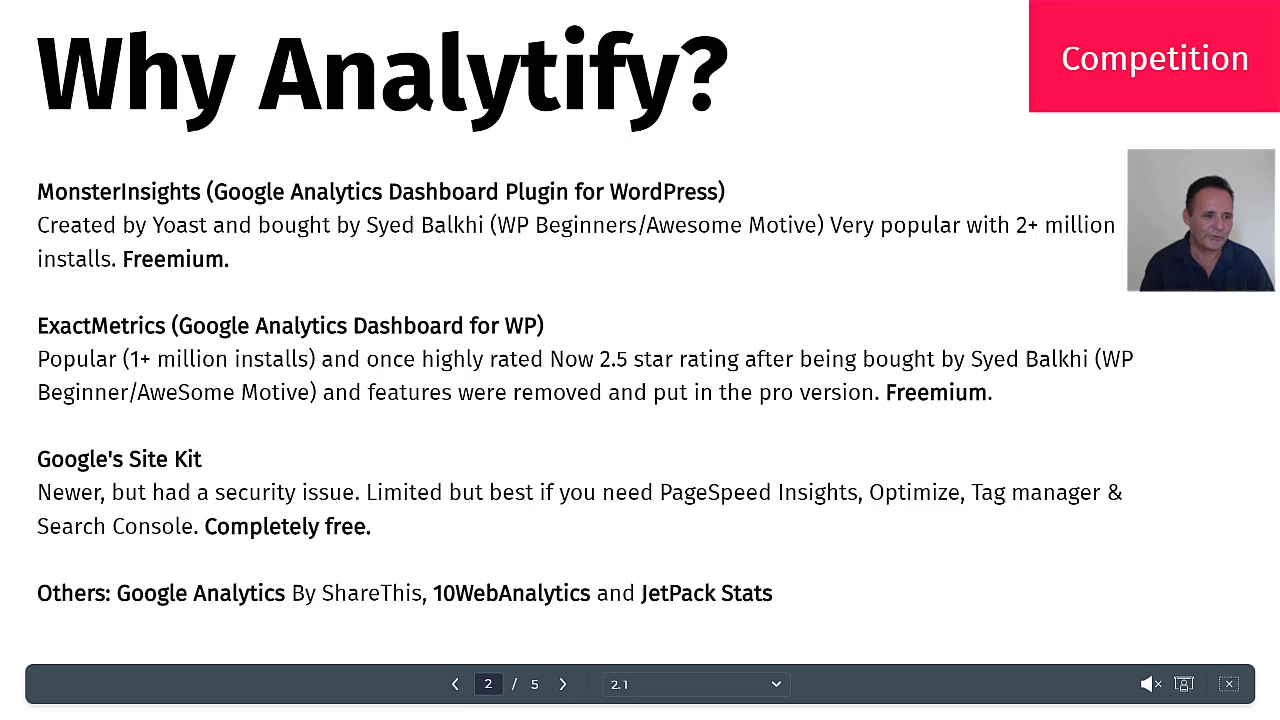 Why Analytify?
Competition
MonsterInsights (Google Analytics Dashboard Plugin for WordPress)
Created by Yoast and bought by Syed Balkhi (WP Beginners/Awesome Motive) Very popular with 2+ million
installs. Freemium.
ExactMetrics (Google Analytics Dashboard for WP)
Popular (1+ million installs) and once highly rated Now 2.5 star rating after being bought by Syed Balkhi (WP
Beginner/AweSome Motive) and features were removed and put in the pro version. Freemium.
Google's Site Kit
Newer, but had a security issue. Limited but best if you need PageSpeed Insights, Optimize, Tag manager &
Search Console. Completely free.
Others: Google Analytics By ShareThis, 10WebAnalytics and JetPack Stats
2 / 5 2.1